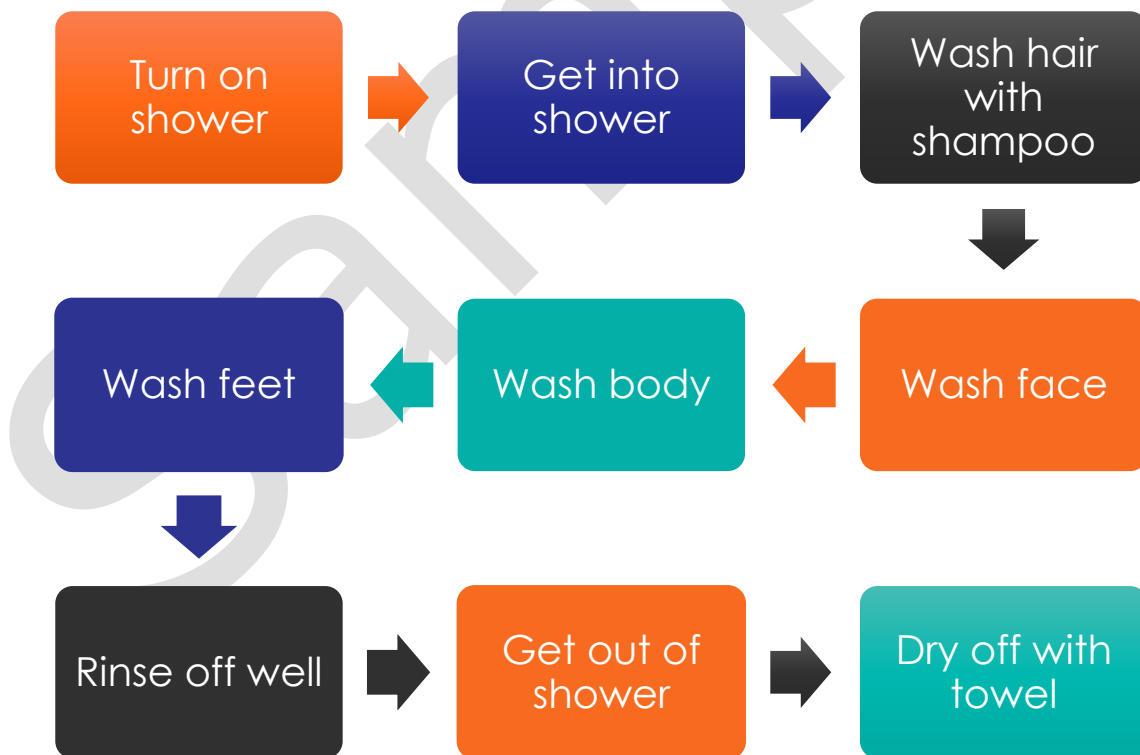 Turn on
shower
Get into
shower
Wash hair
with
shampoo
Wash face
Wash body
Wash feet
Rinse off well
Get out of
shower
Dry off with
towel